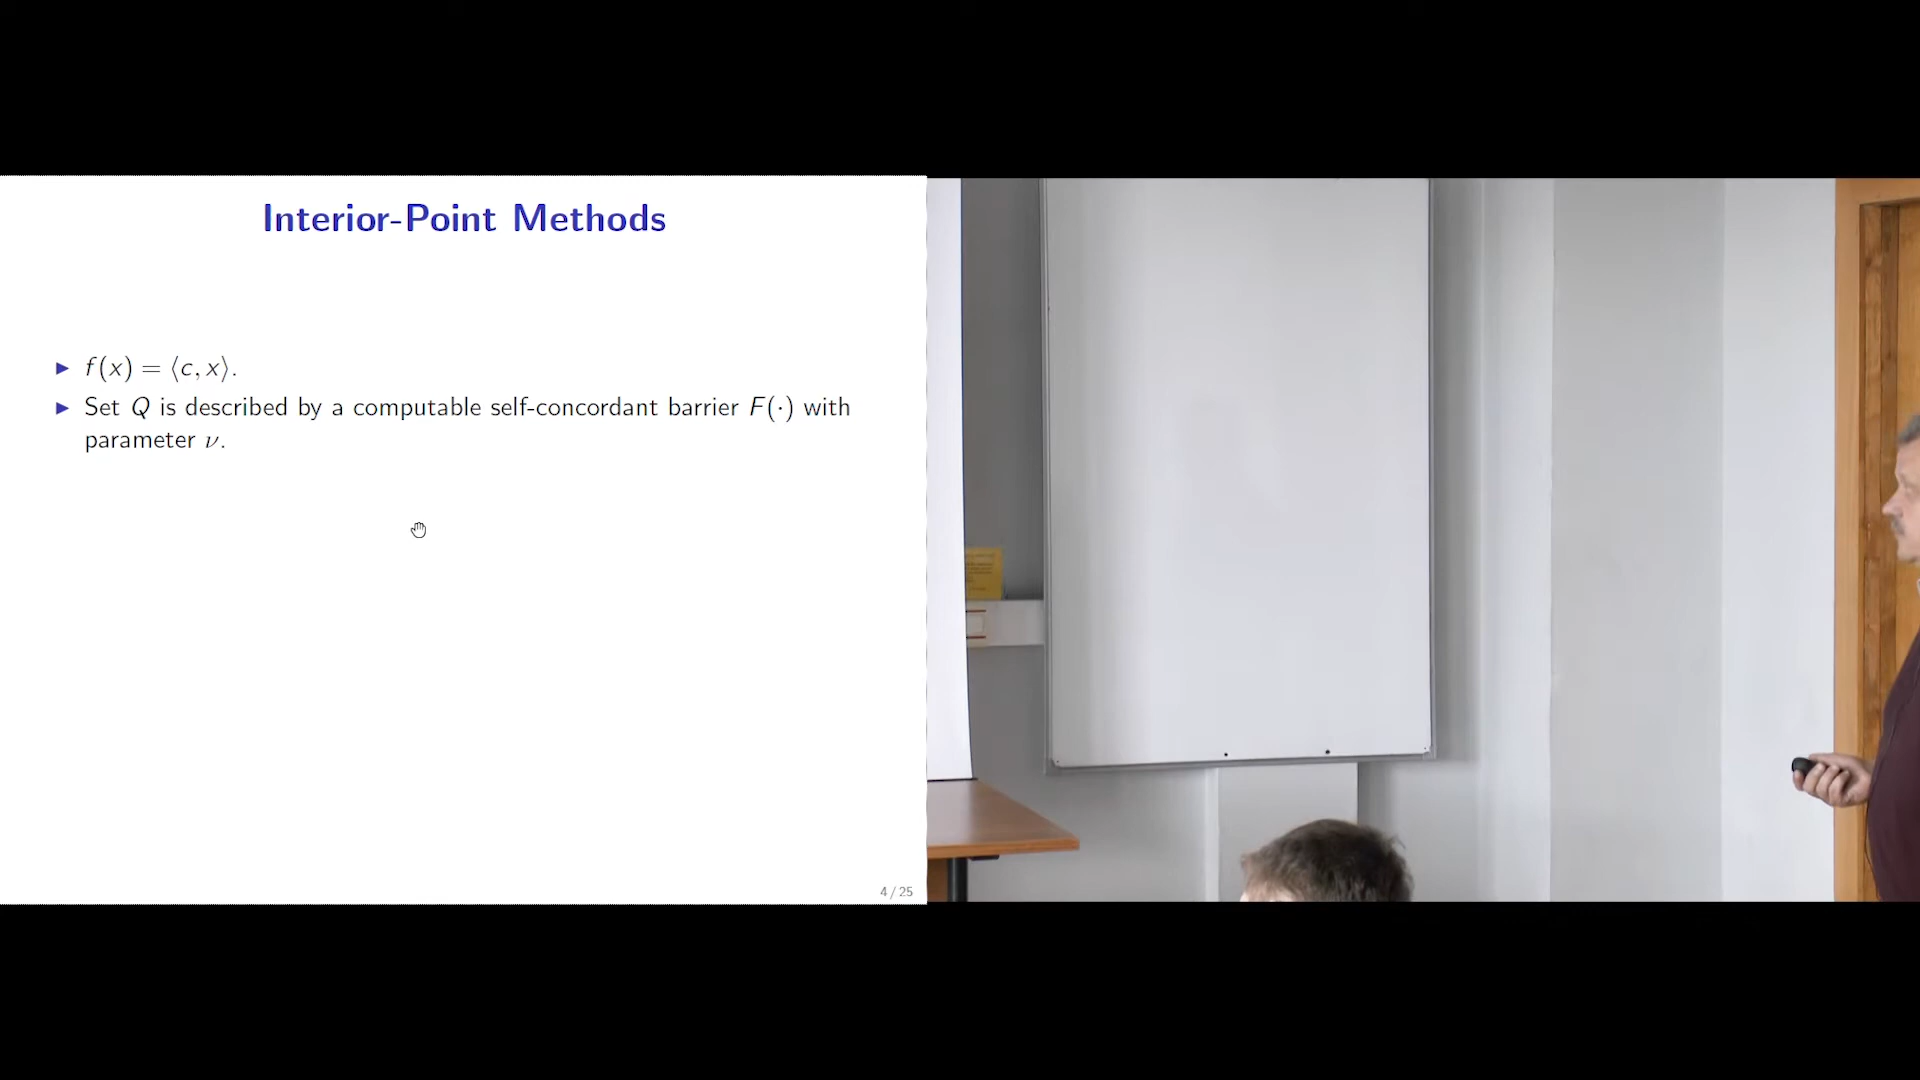 Interior-Point Methods
▶ f(x) = ⟨c, x⟩.
▶ Set Q is described by a computable self-concordant barrier F(·) with
parameter ν.
4 / 25